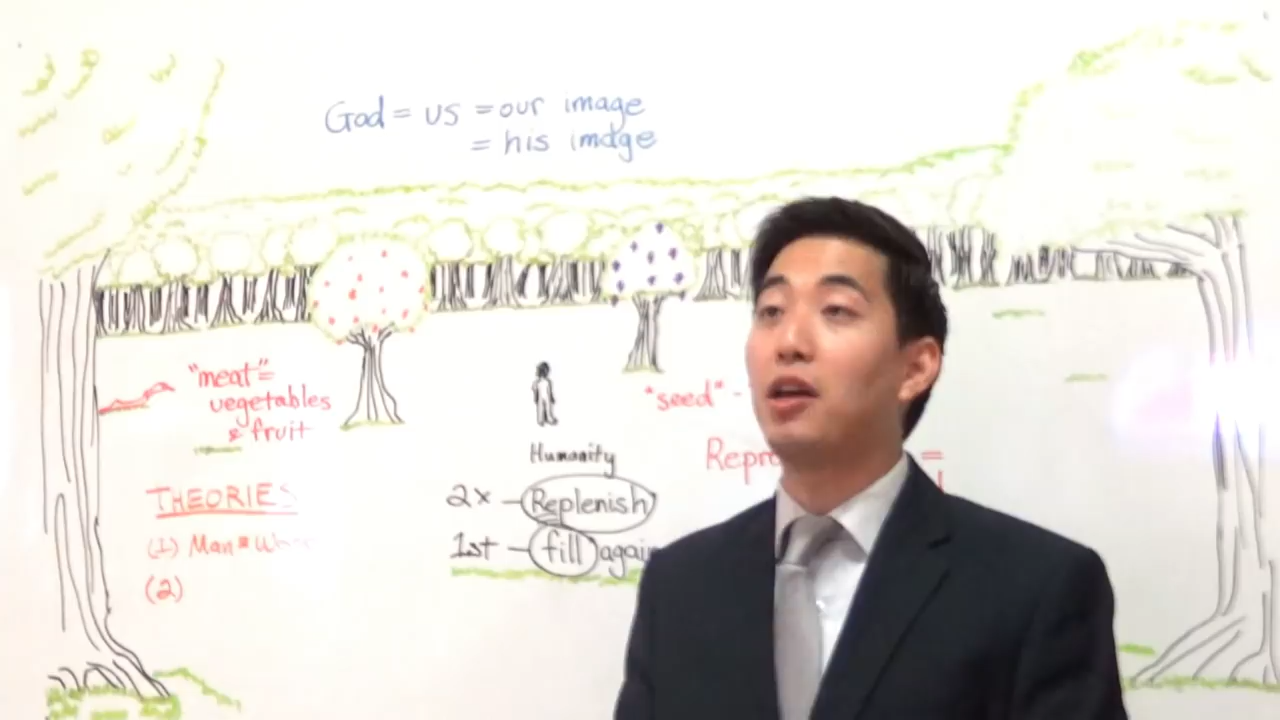 God = us = our image
= his image
"meat" =
vegetables
& fruit
"seed" -
Humanity
Repro
=
THEORIES
2x - Replenish
(1) Man =
1st - fill again
(2)